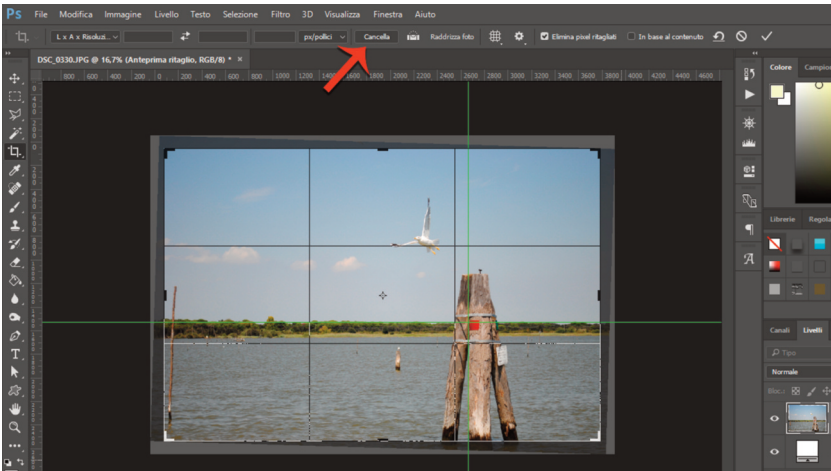 Ps File Modifica Immagine Livello Testo Selezione Filtro 3D Visualizza Finestra Aiuto
L x A x Risoluzi... px/pollici Cancella Raddrizza foto Elimina pixel ritagliati In base al contenuto
DSC_0330.JPG @ 16,7% (Anteprima ritaglio, RGB/8) * ×
800 600 400 200 0 200 400 600 800 1000 1200 1400 1600 1800 2000 2200 2400 2600 2800 3000 3200 3400 3600 3800 4000 4200 4400 4600
Colore Campion
Librerie Regola
Canali Livelli
Tipo
Normale
Bloc.: